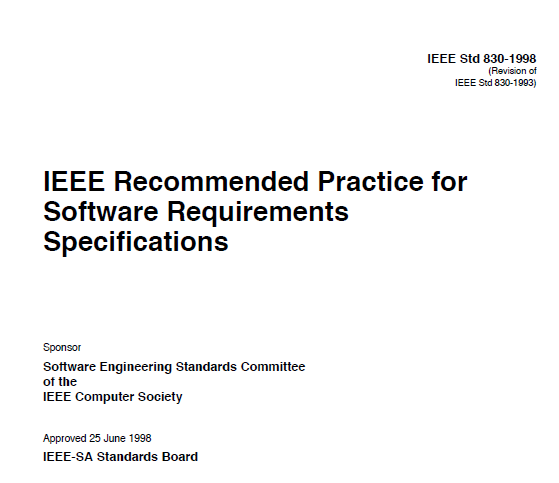 IEEE Std 830-1998
(Revision of
IEEE Std 830-1993)
IEEE Recommended Practice for
Software Requirements
Specifications
Sponsor
Software Engineering Standards Committee
of the
IEEE Computer Society
Approved 25 June 1998
IEEE-SA Standards Board